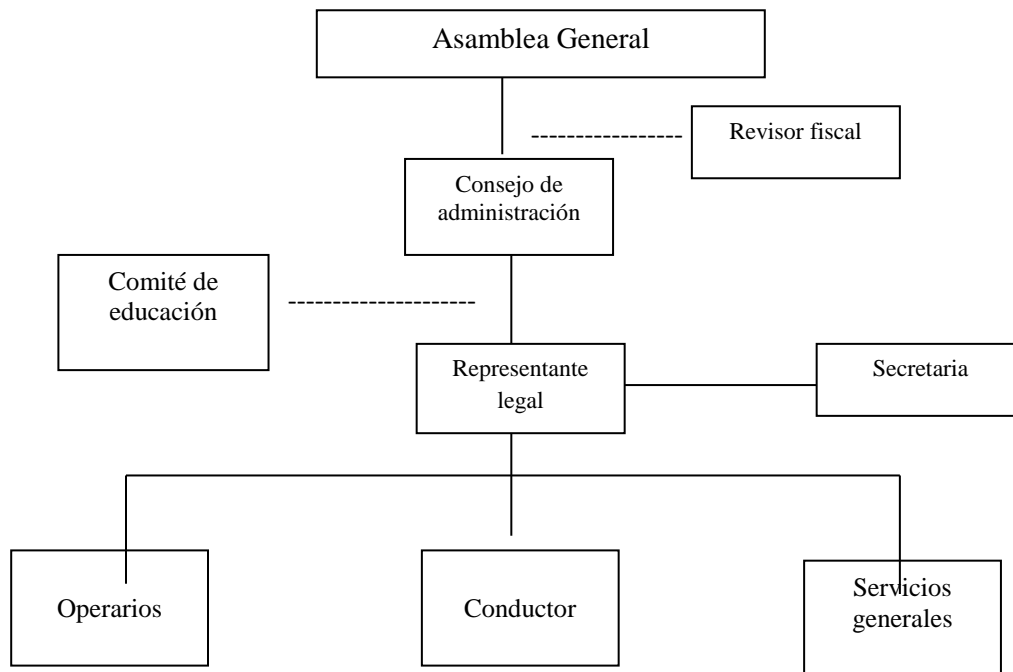 Asamblea General
Revisor fiscal
Consejo de
administración
Comité de
educación
Representante
legal
Secretaria
Operarios
Conductor
Servicios
generales